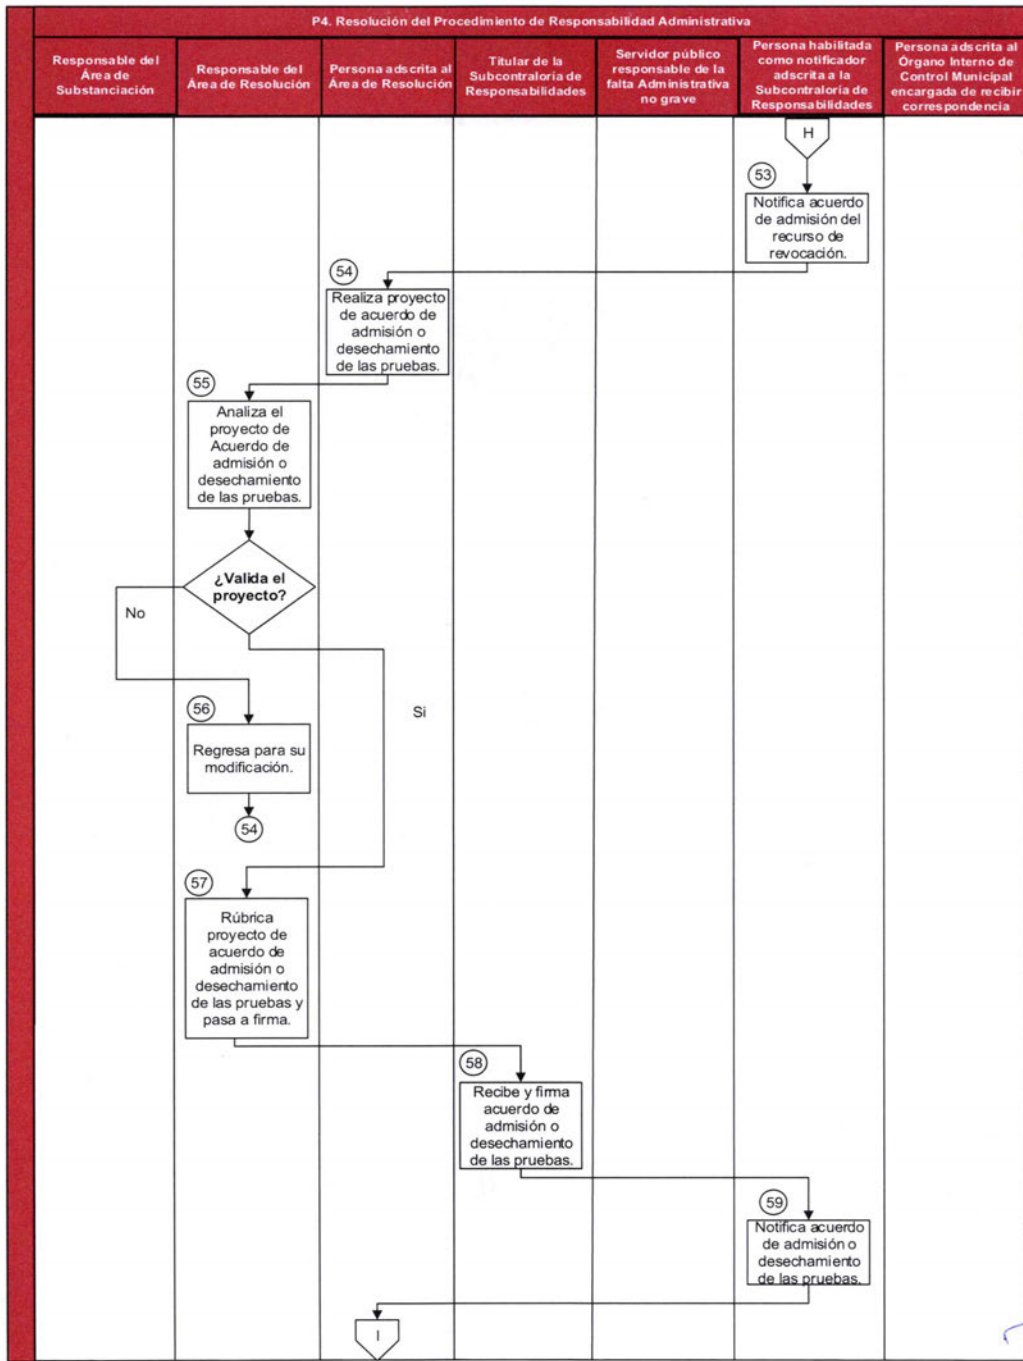 P4. Resolución del Procedimiento de Responsabilidad Administrativa
Responsable del
Área de
Substanciación
Responsable del
Área de Resolución
Persona adscrita al
Área de Resolución
Titular de la
Subcontraloría de
Responsabilidades
Servidor público
responsable de la
falta Administrativa
no grave
Persona habilitada
como notificador
adscrita a la
Subcontraloría de
Responsabilidades
Persona adscrita al
Órgano Interno de
Control Municipal
encargada de recibir
correspondencia
H
53
Notifica acuerdo
de admisión del
recurso de
revocación.
54
Realiza proyecto
de acuerdo de
admisión o
desechamiento
de las pruebas.
55
Analiza el
proyecto de
Acuerdo de
admisión o
desechamiento
de las pruebas.
¿Valida el
proyecto?
No
Si
56
Regresa para su
modificación.
54
57
Rúbrica
proyecto de
acuerdo de
admisión o
desechamiento
de las pruebas y
pasa a firma.
58
Recibe y firma
acuerdo de
admisión o
desechamiento
de las pruebas.
59
Notifica acuerdo
de admisión o
desechamiento
de las pruebas.
I